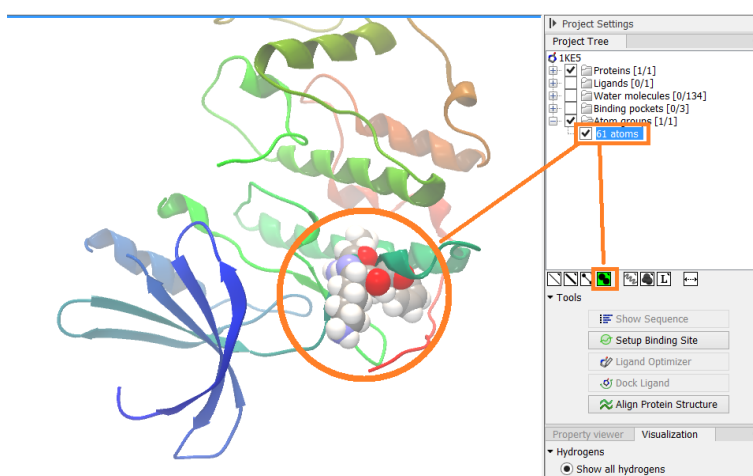 Project Settings
Project Tree
1KE5
Proteins [1/1]
Ligands [0/1]
Water molecules [0/134]
Binding pockets [0/3]
Atom groups [1/1]
61 atoms
L
Tools
Show Sequence
Setup Binding Site
Ligand Optimizer
Dock Ligand
Align Protein Structure
Property viewer Visualization
Hydrogens
Show all hydrogens